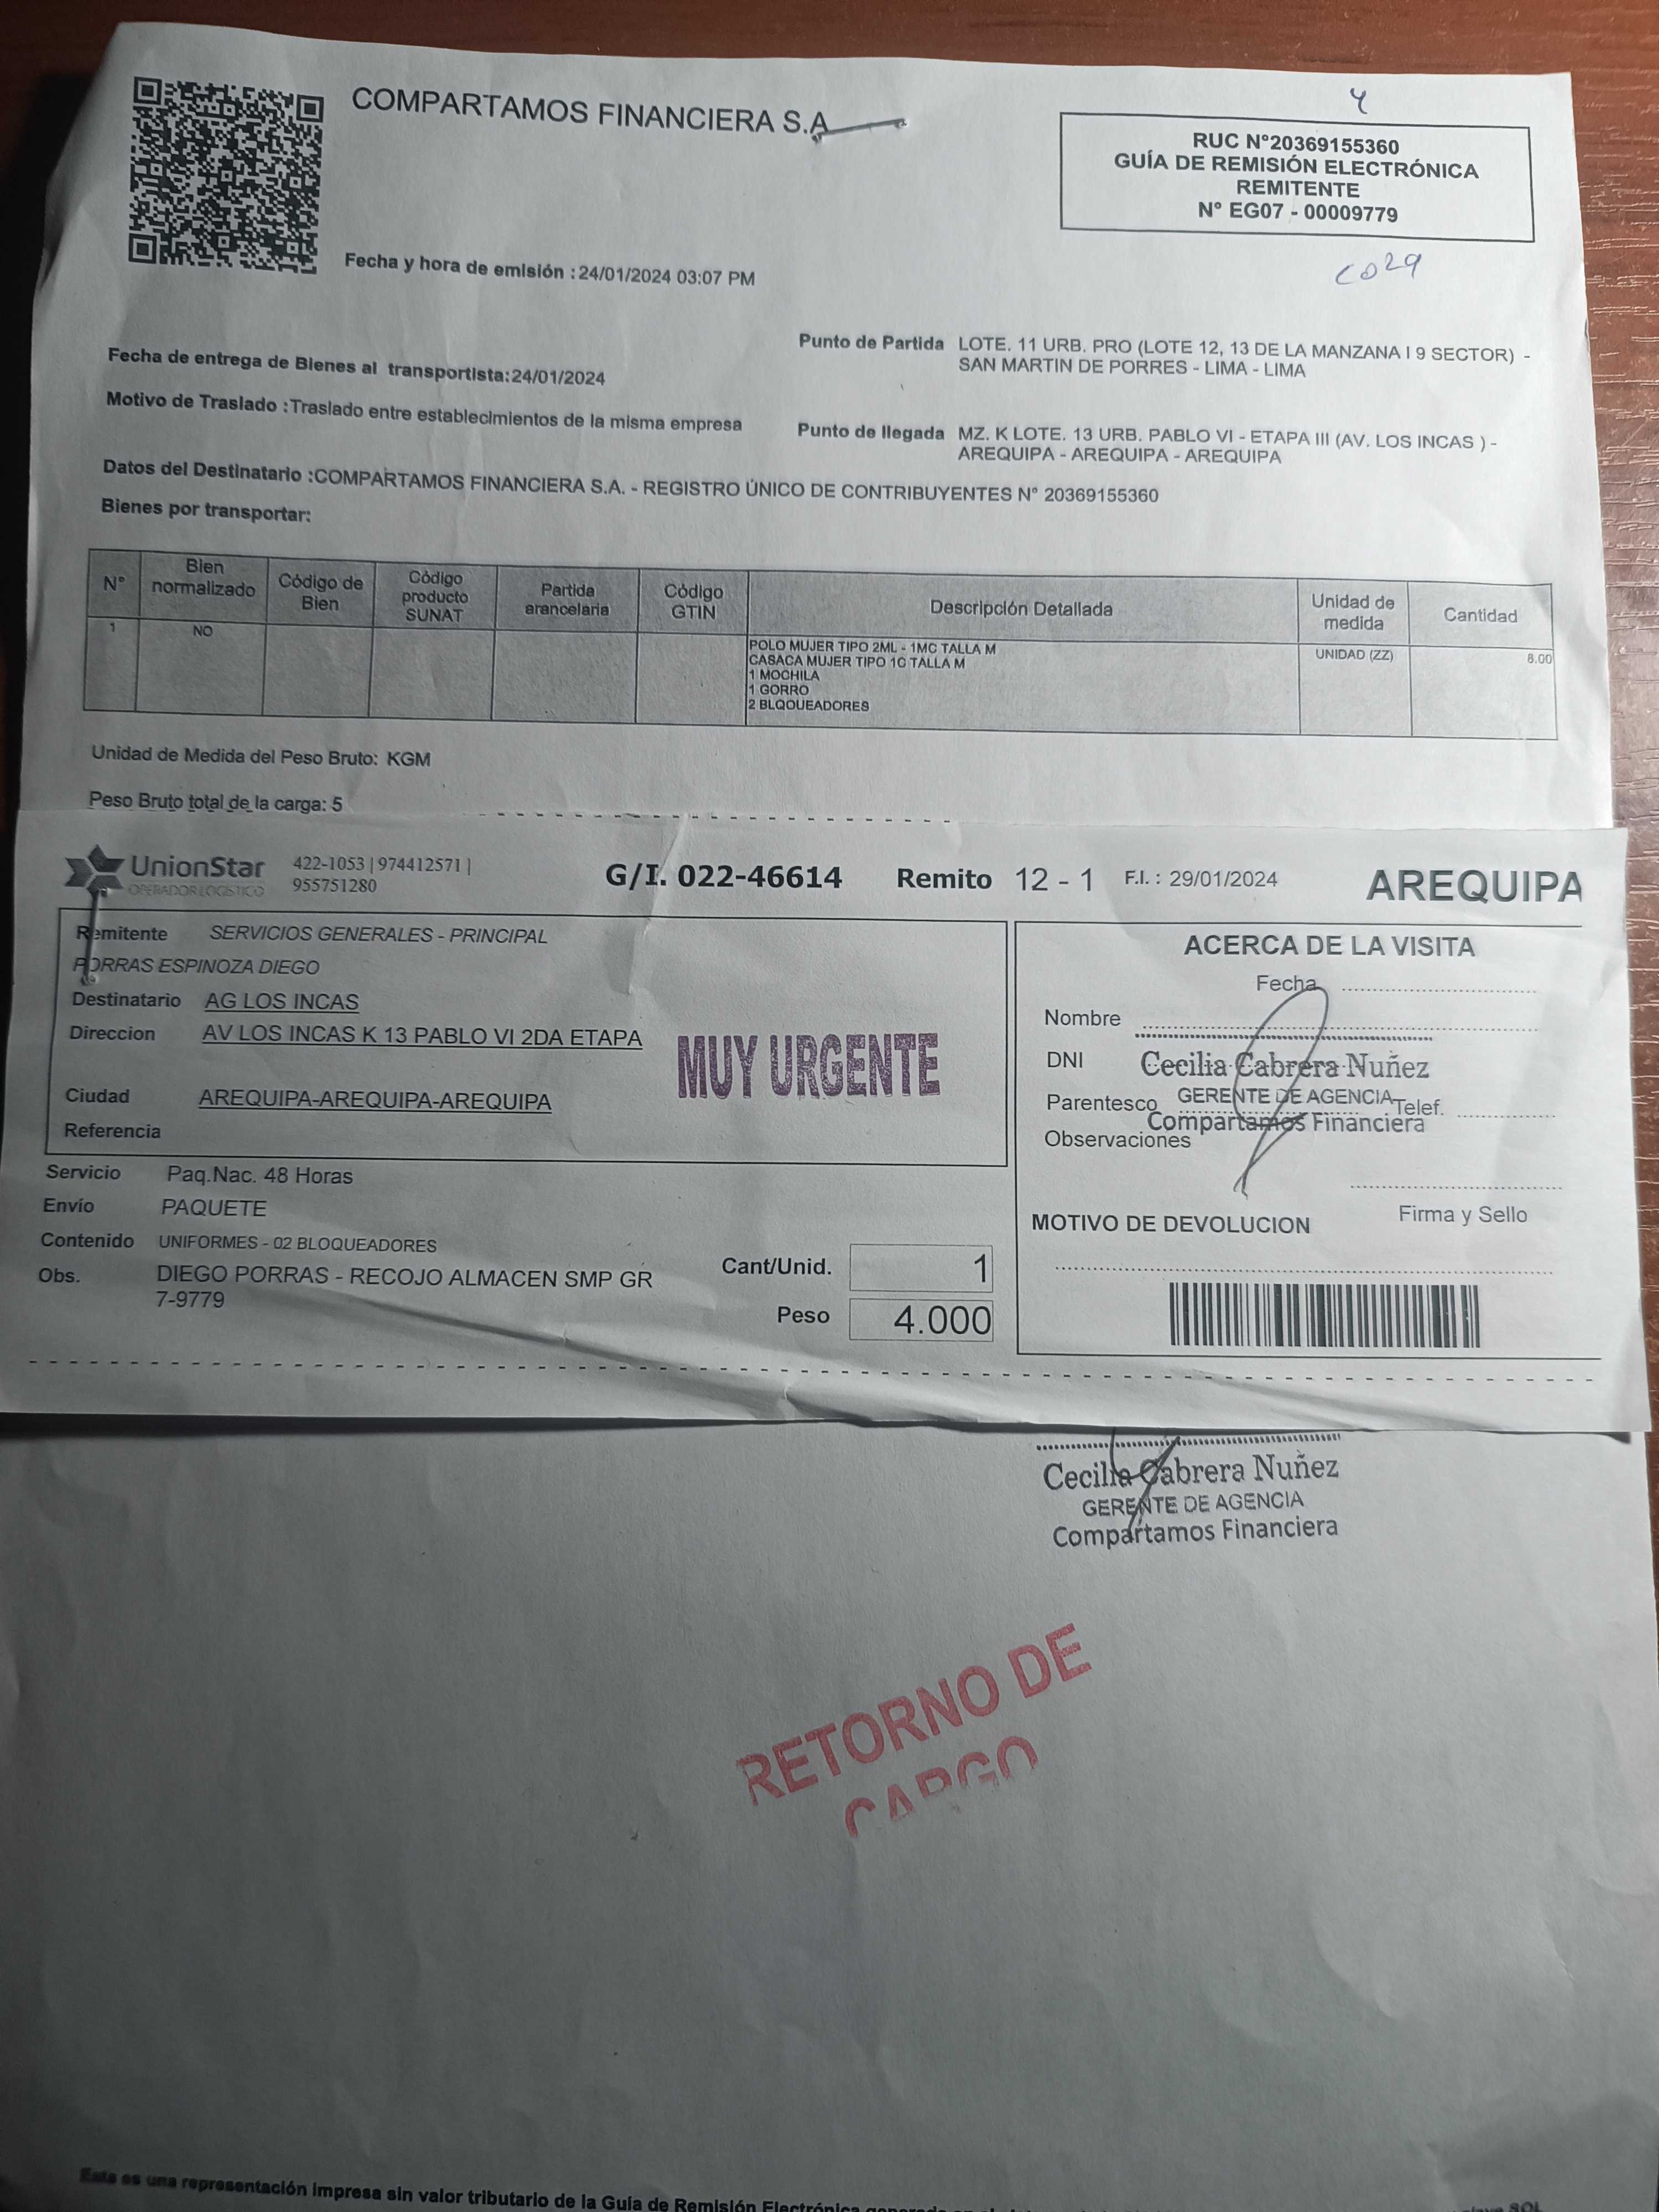 COMPARTAMOS FINANCIERA S.A
4
RUC N°20369155360
GUÍA DE REMISIÓN ELECTRÓNICA
REMITENTE
N° EG07 - 00009779
Fecha y hora de emisión :24/01/2024 03:07 PM
Fecha de entrega de Bienes al transportista:24/01/2024
Motivo de Traslado :Traslado entre establecimientos de la misma empresa
Punto de Partida LOTE. 11 URB. PRO (LOTE 12, 13 DE LA MANZANA I 9 SECTOR) -
SAN MARTIN DE PORRES - LIMA - LIMA
Punto de llegada MZ. K LOTE. 13 URB. PABLO VI - ETAPA III (AV. LOS INCAS ) -
AREQUIPA - AREQUIPA - AREQUIPA
Datos del Destinatario :COMPARTAMOS FINANCIERA S.A. - REGISTRO ÚNICO DE CONTRIBUYENTES N° 20369155360
Bienes por transportar:
N° Bien normalizado Código de Bien Código producto SUNAT Partida arancelaria Código GTIN Descripción Detallada Unidad de medida Cantidad
1 NO POLO MUJER TIPO 2ML - 1MC TALLA M UNIDAD (ZZ) 8.00
CASACA MUJER TIPO 1C TALLA M
1 MOCHILA
1 GORRO
2 BLQOUEADORES
Unidad de Medida del Peso Bruto: KGM
Peso Bruto total de la carga: 5
UnionStar
OPERADOR LOGISTICO
422-1053 | 974412571 |
955751280
G/I. 022-46614 Remito 12 - 1 F.I. : 29/01/2024 AREQUIPA
Remitente SERVICIOS GENERALES - PRINCIPAL
PORRAS ESPINOZA DIEGO
Destinatario AG LOS INCAS
Direccion AV LOS INCAS K 13 PABLO VI 2DA ETAPA
MUY URGENTE
Ciudad AREQUIPA-AREQUIPA-AREQUIPA
Referencia
Servicio Paq.Nac. 48 Horas
Envío PAQUETE
Contenido UNIFORMES - 02 BLOQUEADORES
Obs. DIEGO PORRAS - RECOJO ALMACEN SMP GR
7-9779
Cant/Unid. 1
Peso 4.000
ACERCA DE LA VISITA
Fecha
Nombre
DNI
Cecilia Cabrera Nuñez
GERENTE DE AGENCIA
Parentesco
Telef.
Compartamos Financiera
Observaciones
Firma y Sello
MOTIVO DE DEVOLUCION
Cecilia Cabrera Nuñez
GERENTE DE AGENCIA
Compartamos Financiera
RETORNO DE
CARGO
Esta es una representación impresa sin valor tributario de la Guía de Remisión Electrónica